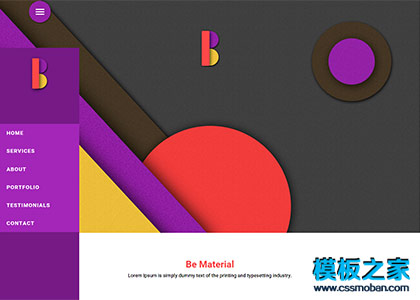 HOME
SERVICES
ABOUT
PORTFOLIO
TESTIMONIALS
CONTACT
Be Material
Lorem Ipsum is simply dummy text of the printing and typesetting industry.
模板之家
www.cssmoban.com